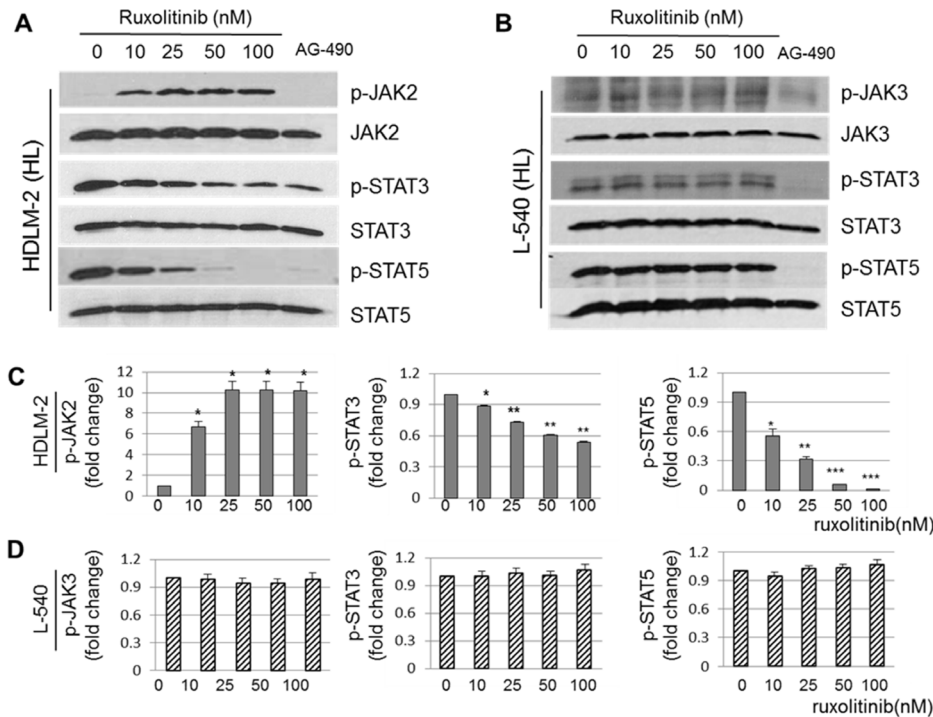 A
Ruxolitinib (nM)
0 10 25 50 100 AG-490
HDLM-2 (HL)
p-JAK2
JAK2
p-STAT3
STAT3
p-STAT5
STAT5
B
Ruxolitinib (nM)
0 10 25 50 100 AG-490
L-540 (HL)
p-JAK3
JAK3
p-STAT3
STAT3
p-STAT5
STAT5
C
HDLM-2
p-JAK2
(fold change)
12
10
8
6
4
2
0
* * * *
0 10 25 50 100
p-STAT3
(fold change)
1.2
0.9
0.6
0.3
0
* ** ** **
0 10 25 50 100
p-STAT5
(fold change)
1.2
0.9
0.6
0.3
0
* ** *** ***
0 10 25 50 100
ruxolitinib(nM)
D
L-540
p-JAK3
(fold change)
1.2
0.9
0.6
0.3
0
0 10 25 50 100
p-STAT3
(fold change)
1.2
0.9
0.6
0.3
0
0 10 25 50 100
p-STAT5
(fold change)
1.2
0.9
0.6
0.3
0
0 10 25 50 100
ruxolitinib(nM)